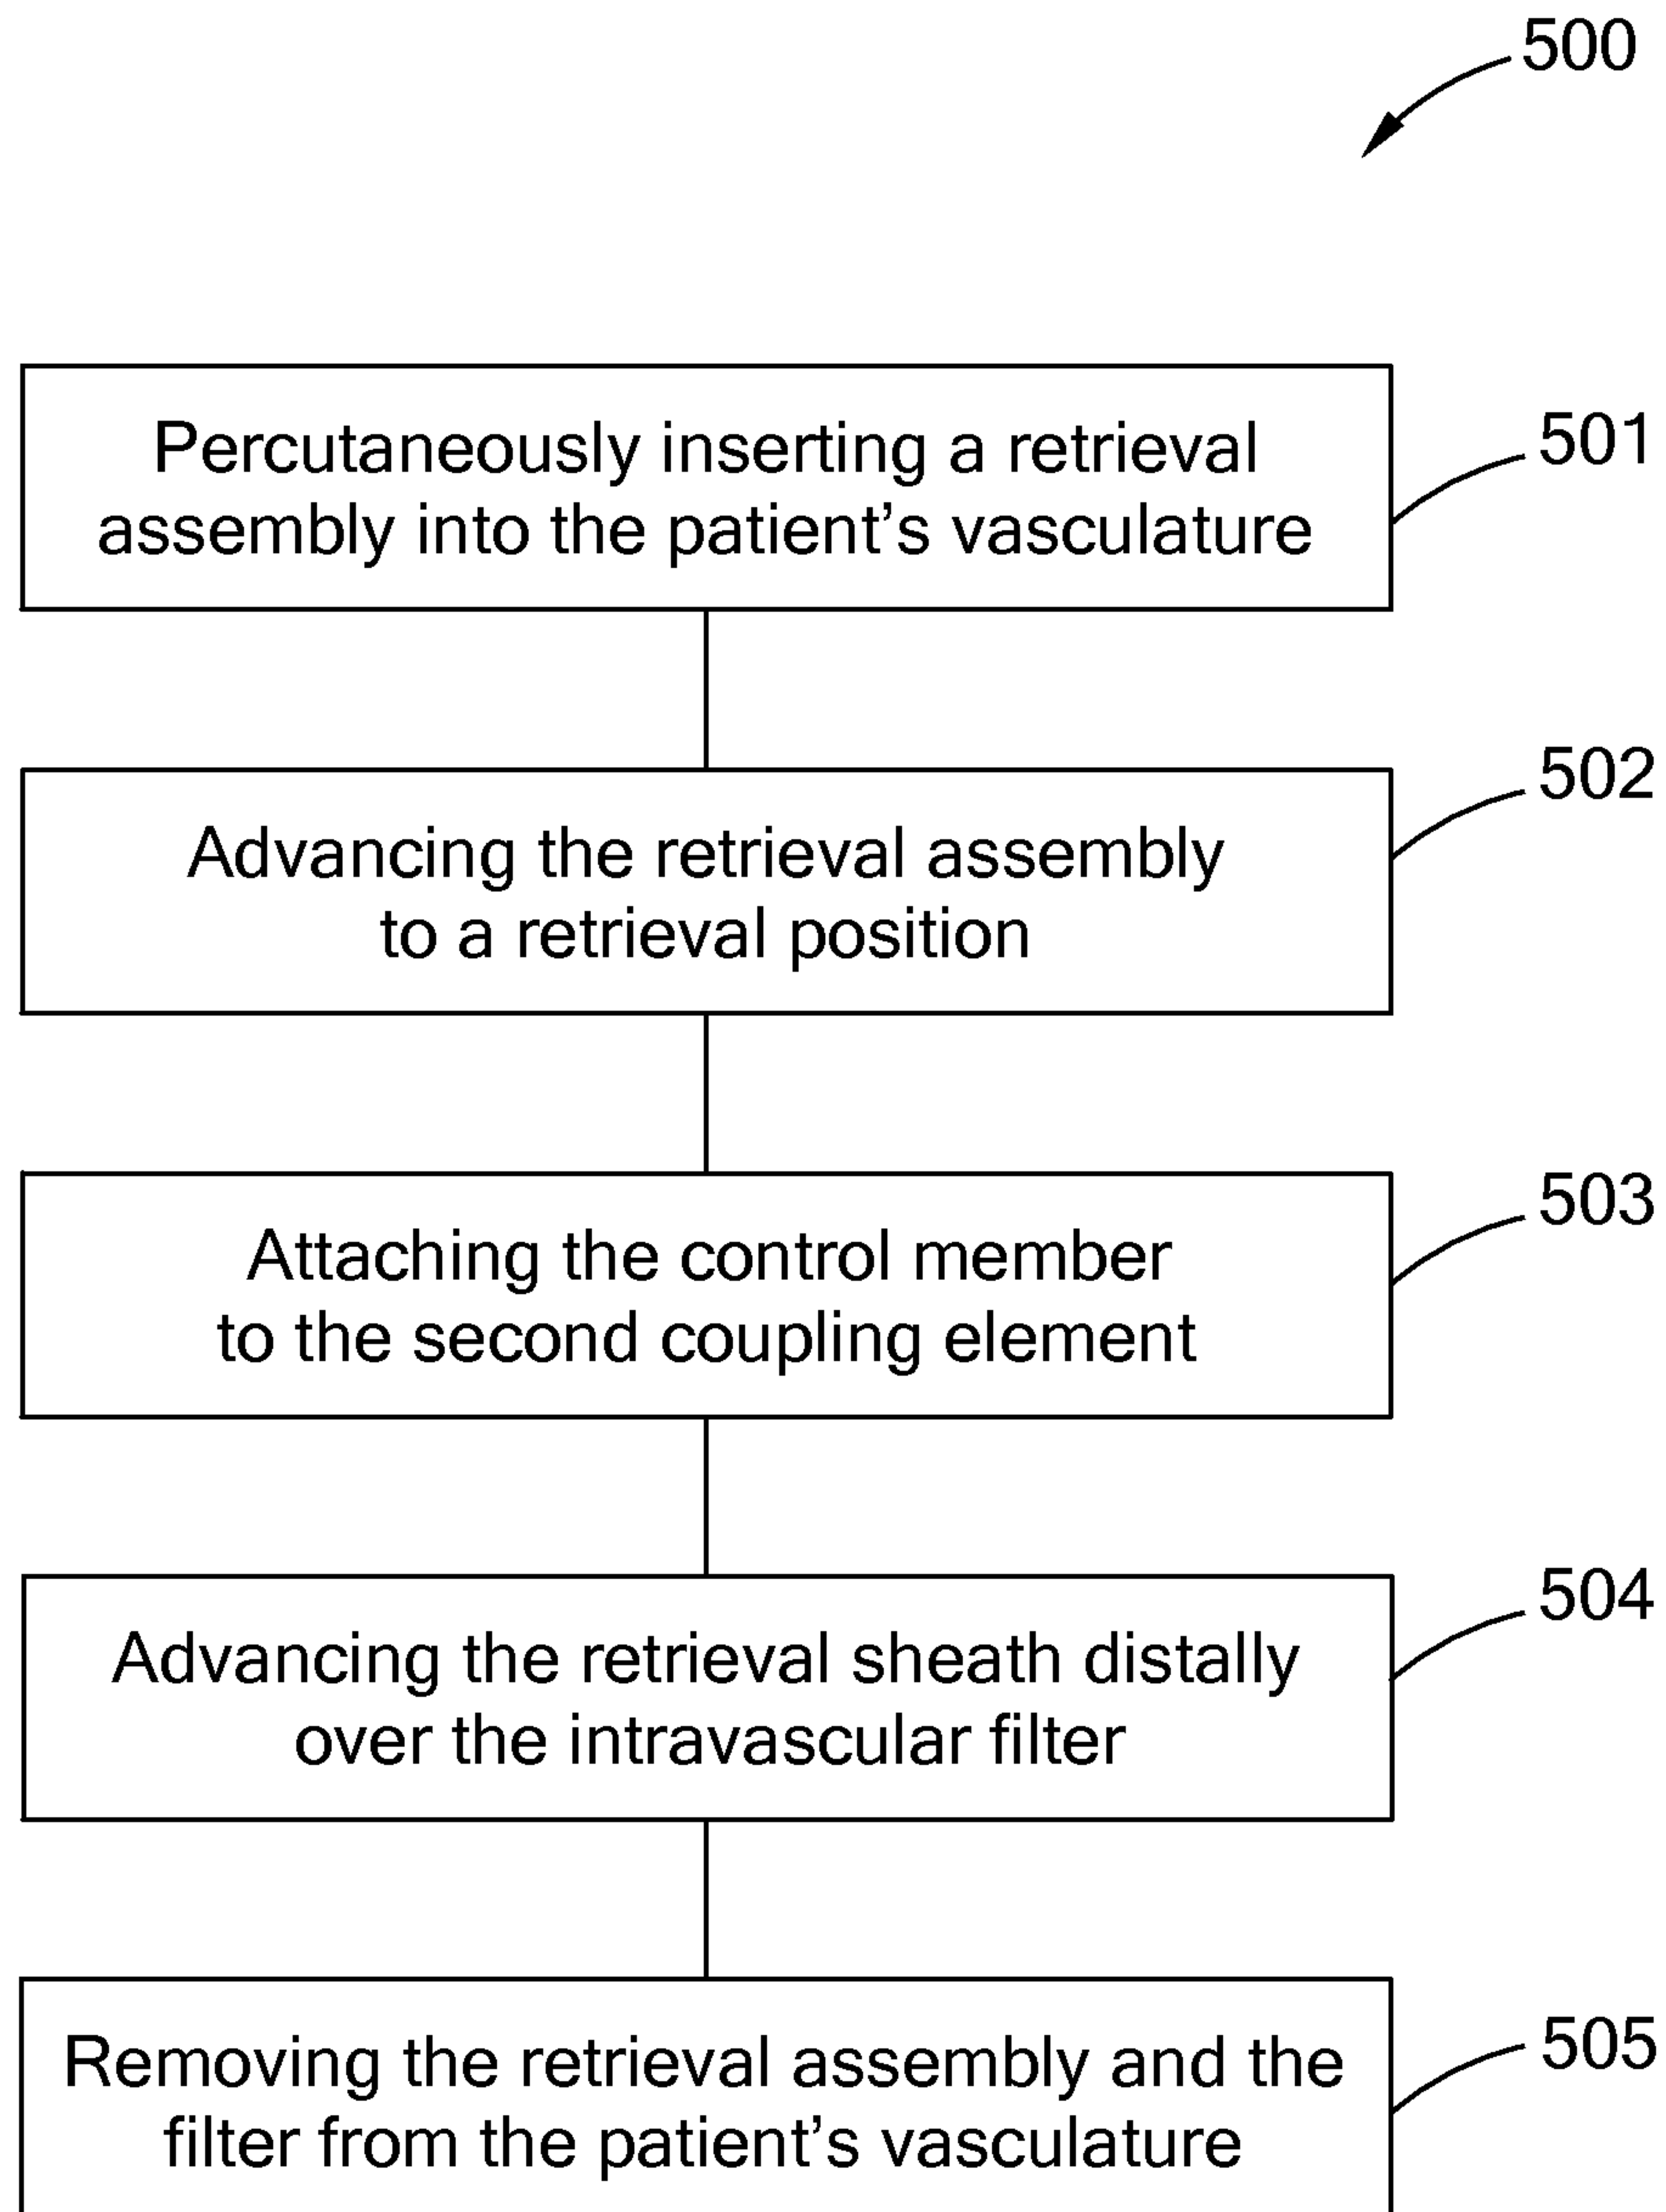 500
Percutaneously inserting a retrieval
assembly into the patient’s vasculature
501
Advancing the retrieval assembly
to a retrieval position
502
Attaching the control member
to the second coupling element
503
Advancing the retrieval sheath distally
over the intravascular filter
504
Removing the retrieval assembly and the
filter from the patient’s vasculature
505